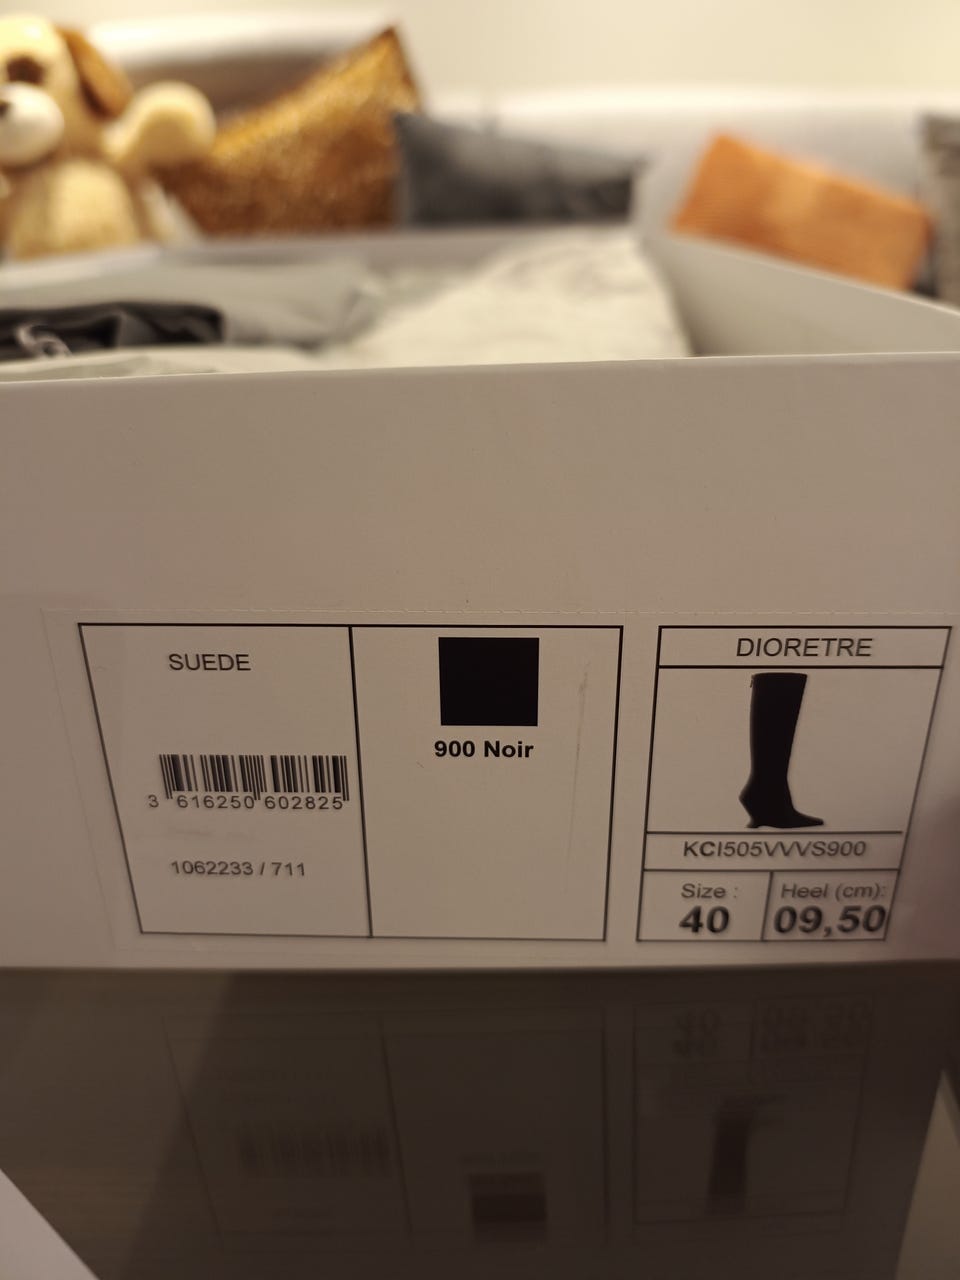 SUEDE
3 616250 602825
1062233 / 711
900 Noir
DIORETRE
KCI505VVVS900
Size :
40
Heel (cm):
09,50